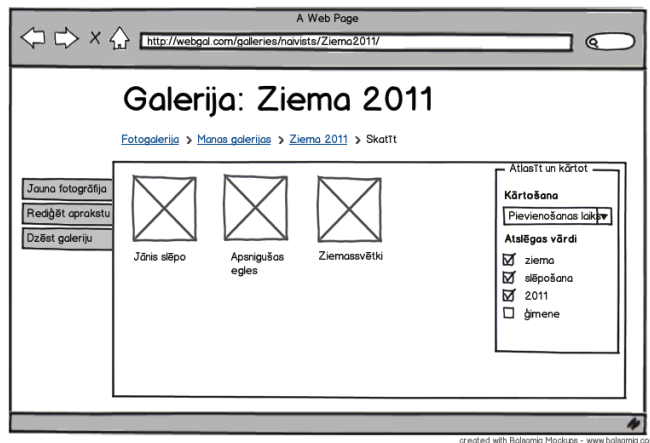 A Web Page
X
http://webgal.com/galleries/naivists/Ziema2011/
Galerija: Ziema 2011
Fotogalerija > Manas galerijas > Ziema 2011 > Skatīt
Jauna fotogrāfija
Rediģēt aprakstu
Dzēst galeriju
Jānis slēpo
Apsnigušas
egles
Ziemassvētki
Atlasīt un kārtot
Kārtošana
Pievienošanas laiks
Atslēgas vārdi
ziema
slēpošana
2011
ģimene
created with Balsamiq Mockups - www.balsamiq.co